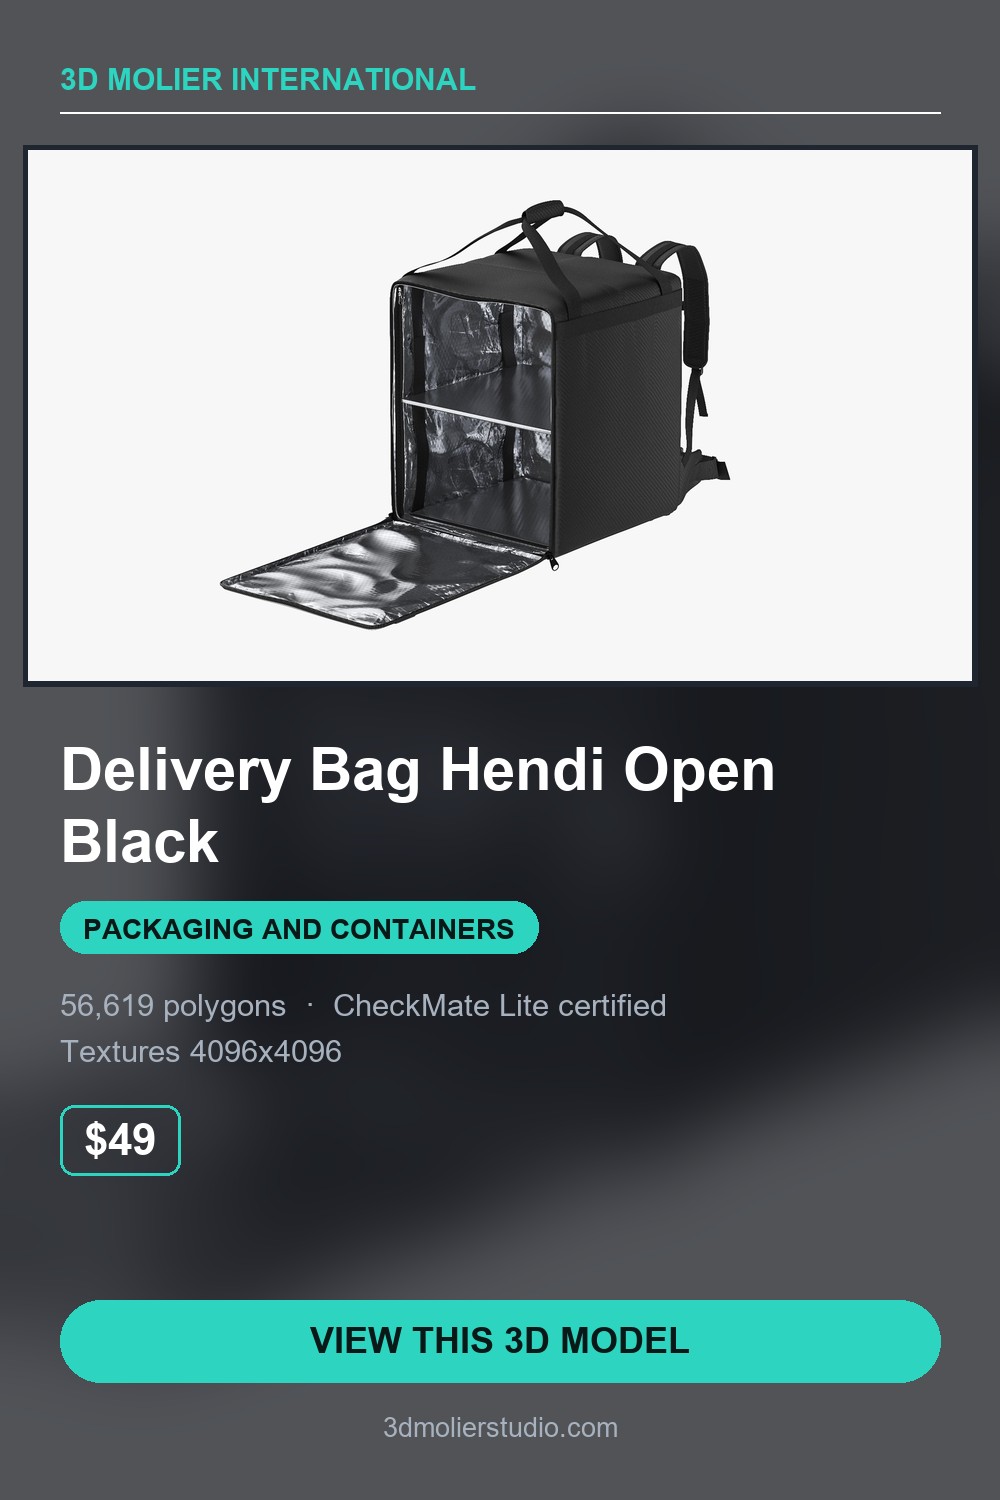 3D MOLIER INTERNATIONAL
Delivery Bag Hendi Open
Black
PACKAGING AND CONTAINERS
56,619 polygons · CheckMate Lite certified
Textures 4096x4096
$49
VIEW THIS 3D MODEL
3dmolierstudio.com